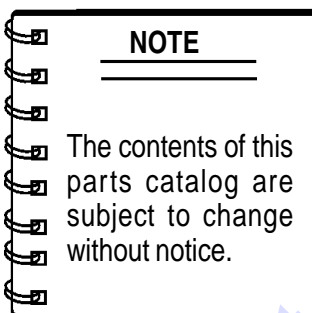 NOTE
The contents of this
parts catalog are
subject to change
without notice.